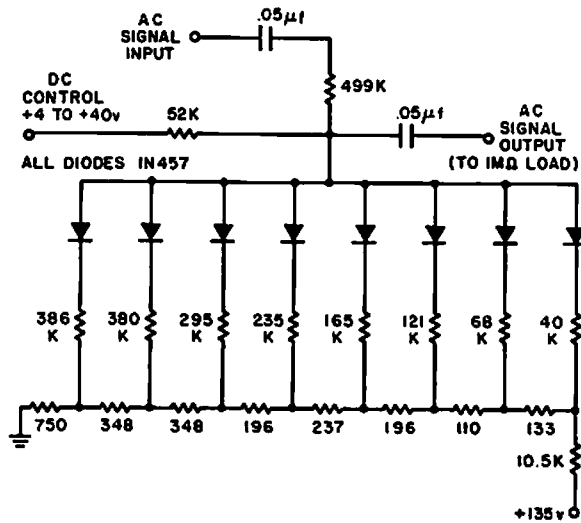 AC
SIGNAL
INPUT
.05µf
499K
DC
CONTROL
+4 TO +40v
52K
.05µf
AC
SIGNAL
OUTPUT
(TO 1MΩ LOAD)
ALL DIODES IN457
386
K
380
K
295
K
235
K
165
K
121
K
68
K
40
K
750
348
348
196
237
196
110
133
10.5K
+135v